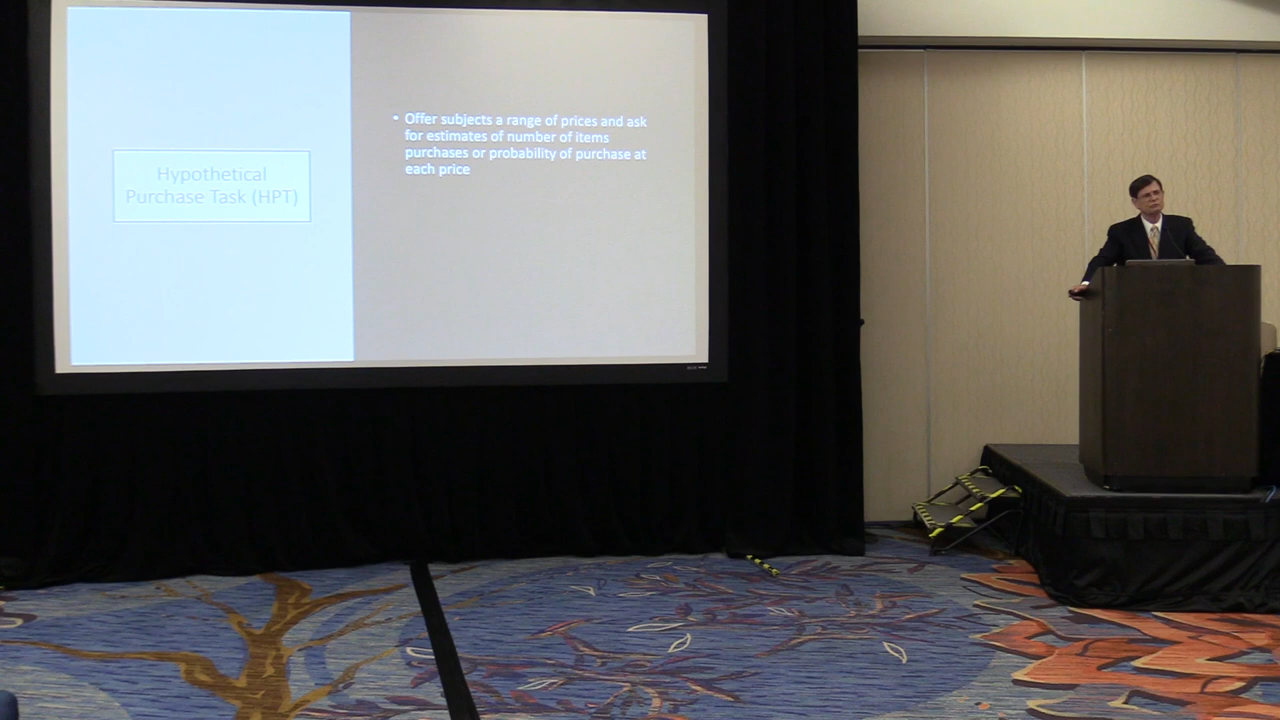 Hypothetical
Purchase Task (HPT)
• Offer subjects a range of prices and ask
for estimates of number of items
purchases or probability of purchase at
each price